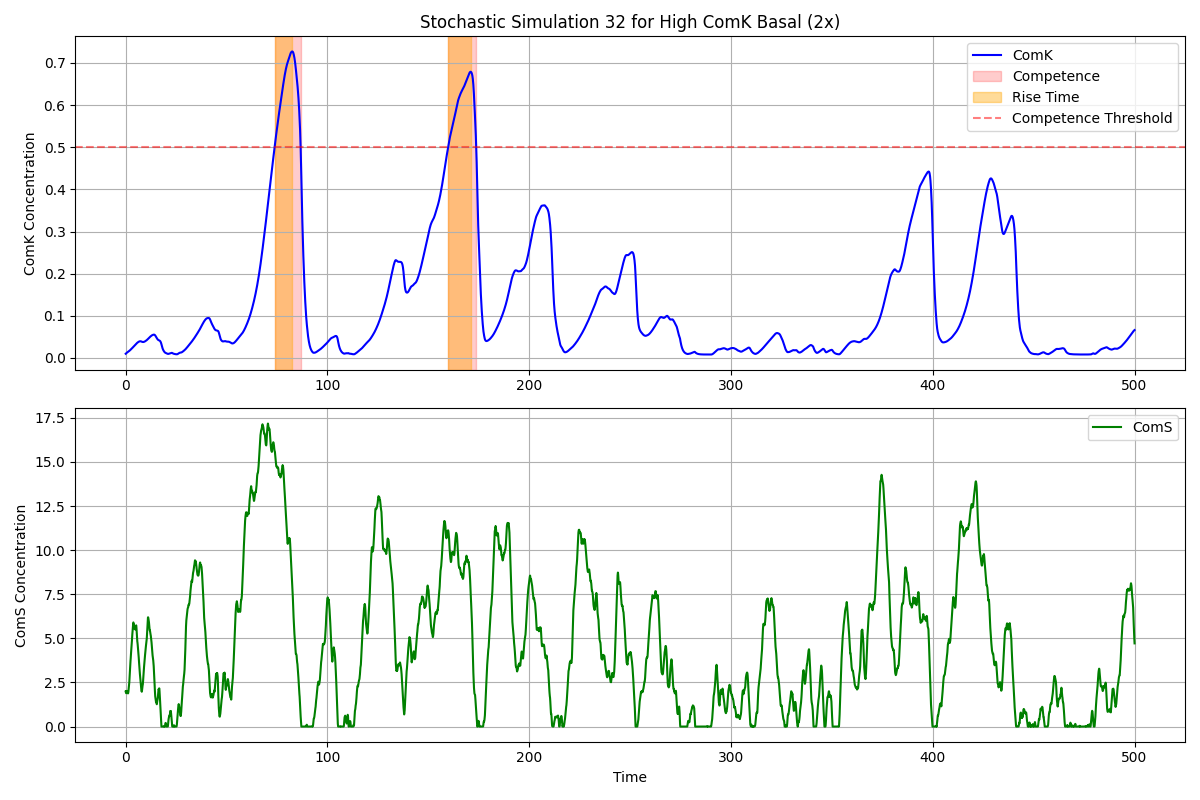 Stochastic Simulation 32 for High ComK Basal (2x)
ComK Concentration
0.7
0.6
0.5
0.4
0.3
0.2
0.1
0.0
ComK
Competence
Rise Time
Competence Threshold
0 100 200 300 400 500
ComS Concentration
17.5
15.0
12.5
10.0
7.5
5.0
2.5
0.0
ComS
0 100 200 300 400 500
Time